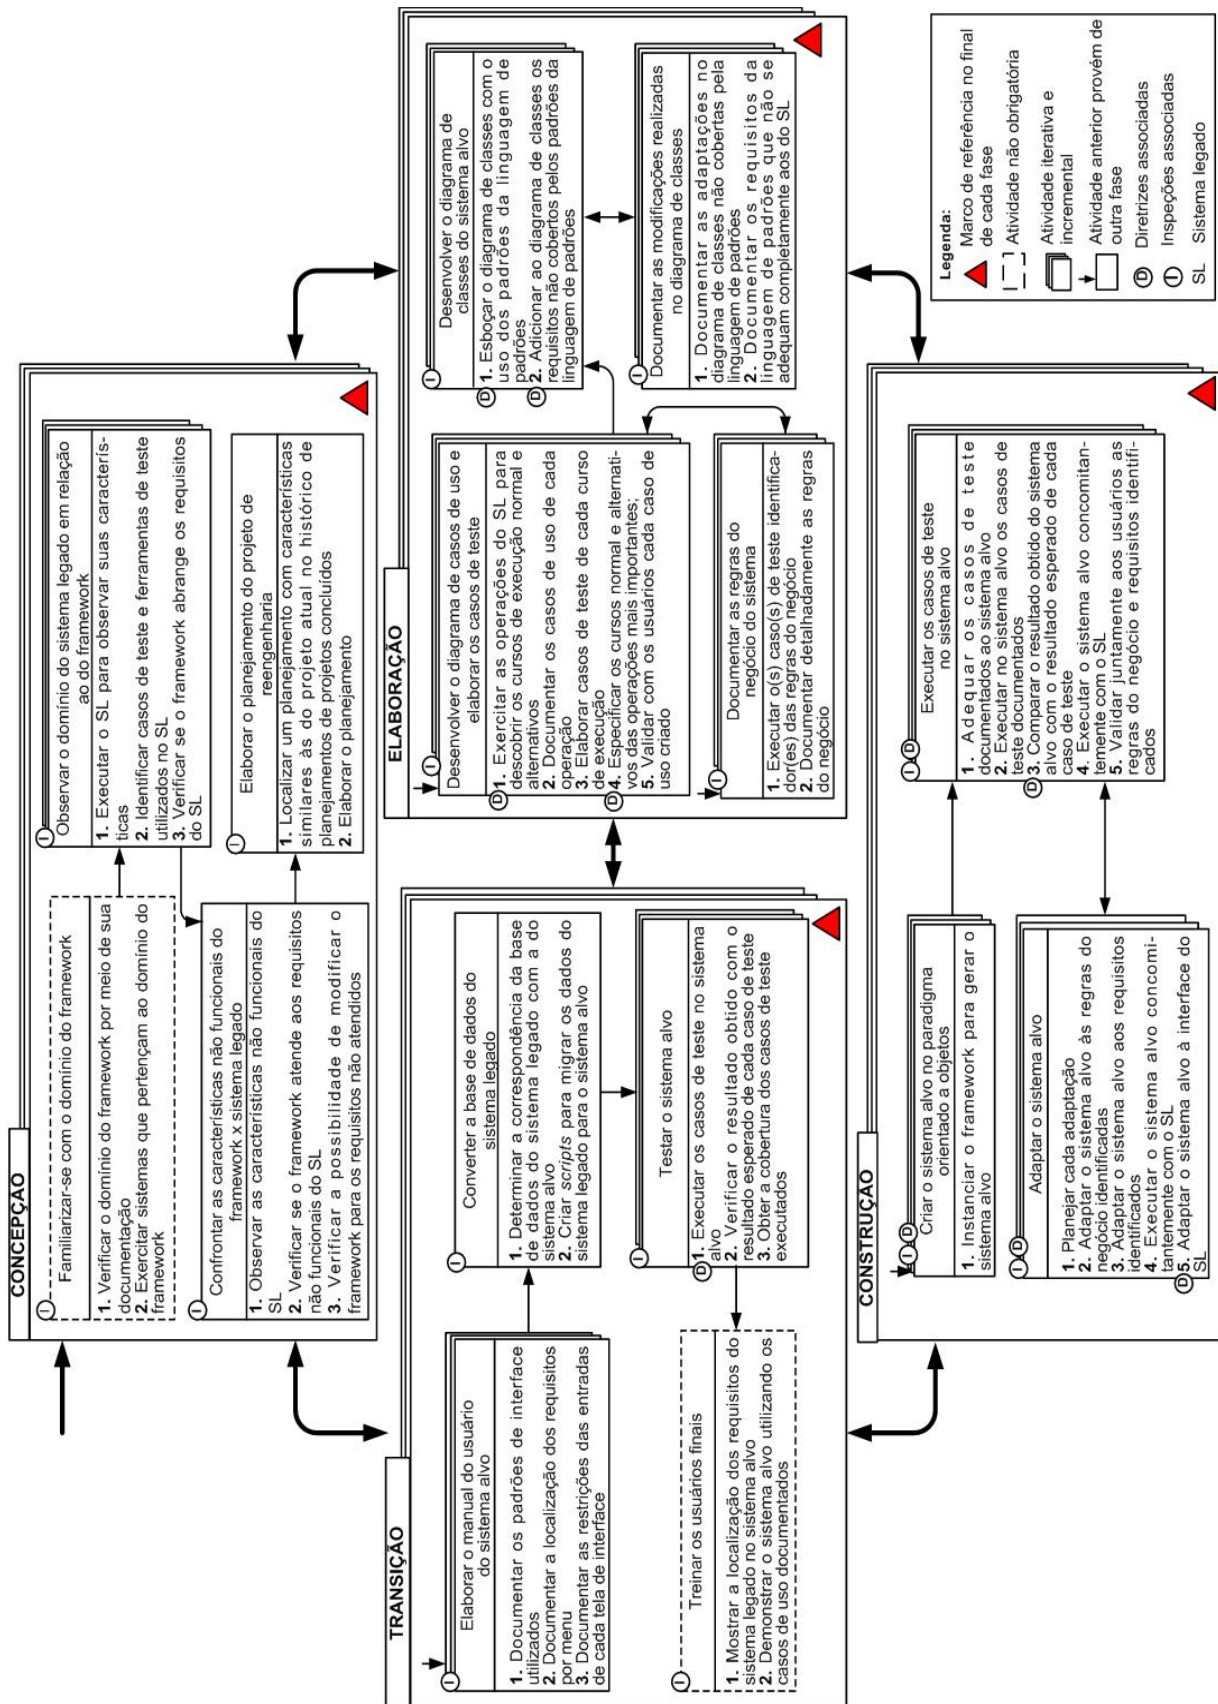 CONCEPÇÃO
Familiarizar-se com o domínio do framework
1. Verificar o domínio do framework por meio de sua
documentação
2. Exercitar sistemas que pertençam ao domínio do
framework
I
Observar o domínio do sistema legado em relação
ao do framework
1. Executar o SL para observar suas caracterís-
ticas
2. Identificar casos de teste e ferramentas de teste
utilizados no SL
3. Verificar se o framework abrange os requisitos
do SL
I
Confrontar as características não funcionais do
framework x sistema legado
1. Observar as características não funcionais do
SL
2. Verificar se o framework atende aos requisitos
não funcionais do SL
3. Verificar a possibilidade de modificar o
framework para os requisitos não atendidos
I
Elaborar o planejamento do projeto de
reengenharia
1. Localizar um planejamento com características
similares às do projeto atual no histórico de
planejamentos de projetos concluídos
2. Elaborar o planejamento
I
TRANSIÇÃO
Elaborar o manual do usuário
do sistema alvo
1. Documentar os padrões de interface
utilizados
2. Documentar a localização dos requisitos
por menu
3. Documentar as restrições das entradas
de cada tela de interface
I
Converter a base de dados do
sistema legado
1. Determinar a correspondência da base
de dados do sistema legado com a do
sistema alvo
2. Criar scripts para migrar os dados do
sistema legado para o sistema alvo
I
Treinar os usuários finais
1. Mostrar a localização dos requisitos do
sistema legado no sistema alvo
2. Demonstrar o sistema alvo utilizando os
casos de uso documentados
I
Testar o sistema alvo
1. Executar os casos de teste no sistema
alvo
2. Verificar o resultado obtido com o
resultado esperado de cada caso de teste
3. Obter a cobertura dos casos de teste
executados
I
D
ELABORAÇÃO
Desenvolver o diagrama de casos de uso e
elaborar os casos de teste
1. Exercitar as operações do SL para
descobrir os cursos de execução normal e
alternativos
2. Documentar os casos de uso de cada
operação
3. Elaborar casos de teste de cada curso
de execução
4. Especificar os cursos normal e alternati-
vos das operações mais importantes;
5. Validar com os usuários cada caso de
uso criado
I
D
D
Desenvolver o diagrama de
classes do sistema alvo
1. Esboçar o diagrama de classes com o
uso dos padrões da linguagem de
padrões
2. Adicionar ao diagrama de classes os
requisitos não cobertos pelos padrões da
linguagem de padrões
I
D
D
Documentar as regras do
negócio do sistema
1. Executar o(s) caso(s) de teste identifica-
dor(es) das regras do negócio
2. Documentar detalhadamente as regras
do negócio
I
Documentar as modificações realizadas
no diagrama de classes
1. Documentar as adaptações no
diagrama de classes não cobertas pela
linguagem de padrões
2. Documentar os requisitos da
linguagem de padrões que não se
adequam completamente aos do SL
I
CONSTRUÇÃO
Criar o sistema alvo no paradigma
orientado a objetos
1. Instanciar o framework para gerar o
sistema alvo
I D
Executar os casos de teste
no sistema alvo
1. Adequar os casos de teste
documentados ao sistema alvo
2. Executar no sistema alvo os casos de
teste documentados
3. Comparar o resultado obtido do sistema
alvo com o resultado esperado de cada
caso de teste
4. Executar o sistema alvo concomitan-
temente com o SL
5. Validar juntamente aos usuários as
regras do negócio e requisitos identifi-
cados
I D
D
Adaptar o sistema alvo
1. Planejar cada adaptação
2. Adaptar o sistema alvo às regras do
negócio identificadas
3. Adaptar o sistema alvo aos requisitos
identificados
4. Executar o sistema alvo concomi-
tantemente com o SL
5. Adaptar o sistema alvo à interface do
SL
I D
D
Legenda:
Marco de referência no final
de cada fase
Atividade não obrigatória
Atividade iterativa e
incremental
Atividade anterior provém de
outra fase
D Diretrizes associadas
I Inspeções associadas
SL Sistema legado